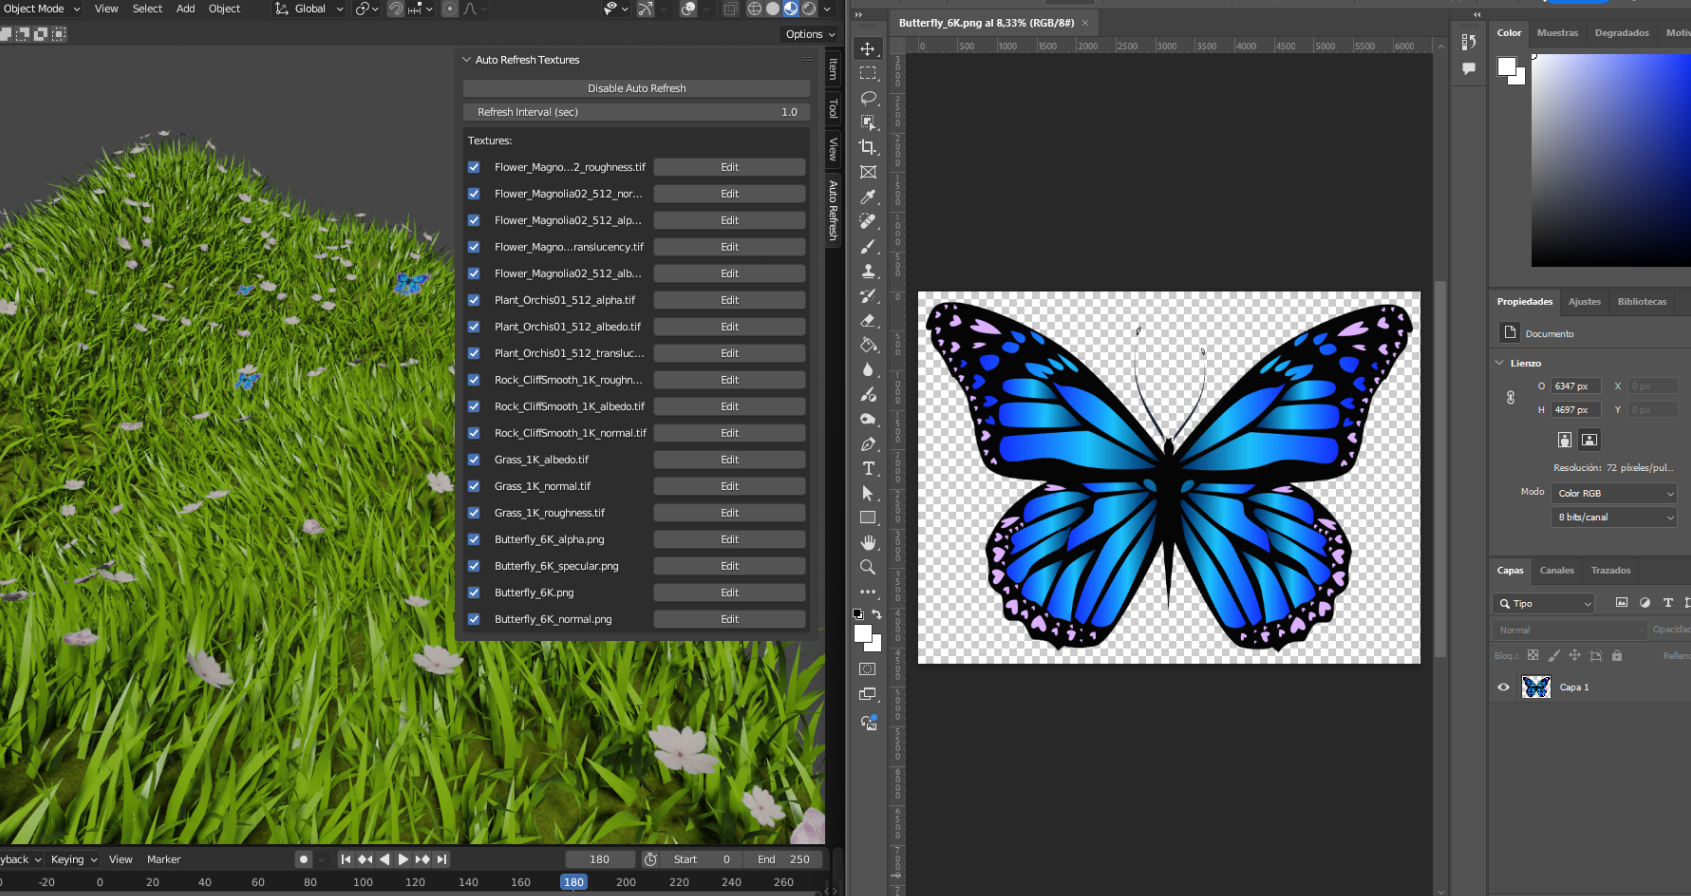 Object Mode View Select Add Object Global
Options
Auto Refresh Textures
Disable Auto Refresh
Refresh Interval (sec) 1.0
Textures:
Flower_Magno...2_roughness.tif Edit
Flower_Magnolia02_512_nor... Edit
Flower_Magnolia02_512_alp... Edit
Flower_Magno...ranslucency.tif Edit
Flower_Magnolia02_512_alb... Edit
Plant_Orchis01_512_alpha.tif Edit
Plant_Orchis01_512_albedo.tif Edit
Plant_Orchis01_512_transluc... Edit
Rock_CliffSmooth_1K_roughn... Edit
Rock_CliffSmooth_1K_albedo.tif Edit
Rock_CliffSmooth_1K_normal.tif Edit
Grass_1K_albedo.tif Edit
Grass_1K_normal.tif Edit
Grass_1K_roughness.tif Edit
Butterfly_6K_alpha.png Edit
Butterfly_6K_specular.png Edit
Butterfly_6K.png Edit
Butterfly_6K_normal.png Edit
Item
Tool
View
Auto Refresh
yback Keying View Marker 180 Start 0 End 250
-20 0 20 40 60 80 100 120 140 160 180 200 220 240 260
Butterfly_6K.png al 8,33% (RGB/8#) ×
0 500 1000 1500 2000 2500 3000 3500 4000 4500 5000 5500 6000
Color Muestras Degradados Motiv
Propiedades Ajustes Bibliotecas
Documento
Lienzo
O 6347 px X 0 px
H 4697 px Y 0 px
Resolución: 72 píxeles/pul...
Modo Color RGB
8 bits/canal
Capas Canales Trazados
Tipo
Normal Opacidad
Bloq.: Rellenc
Capa 1